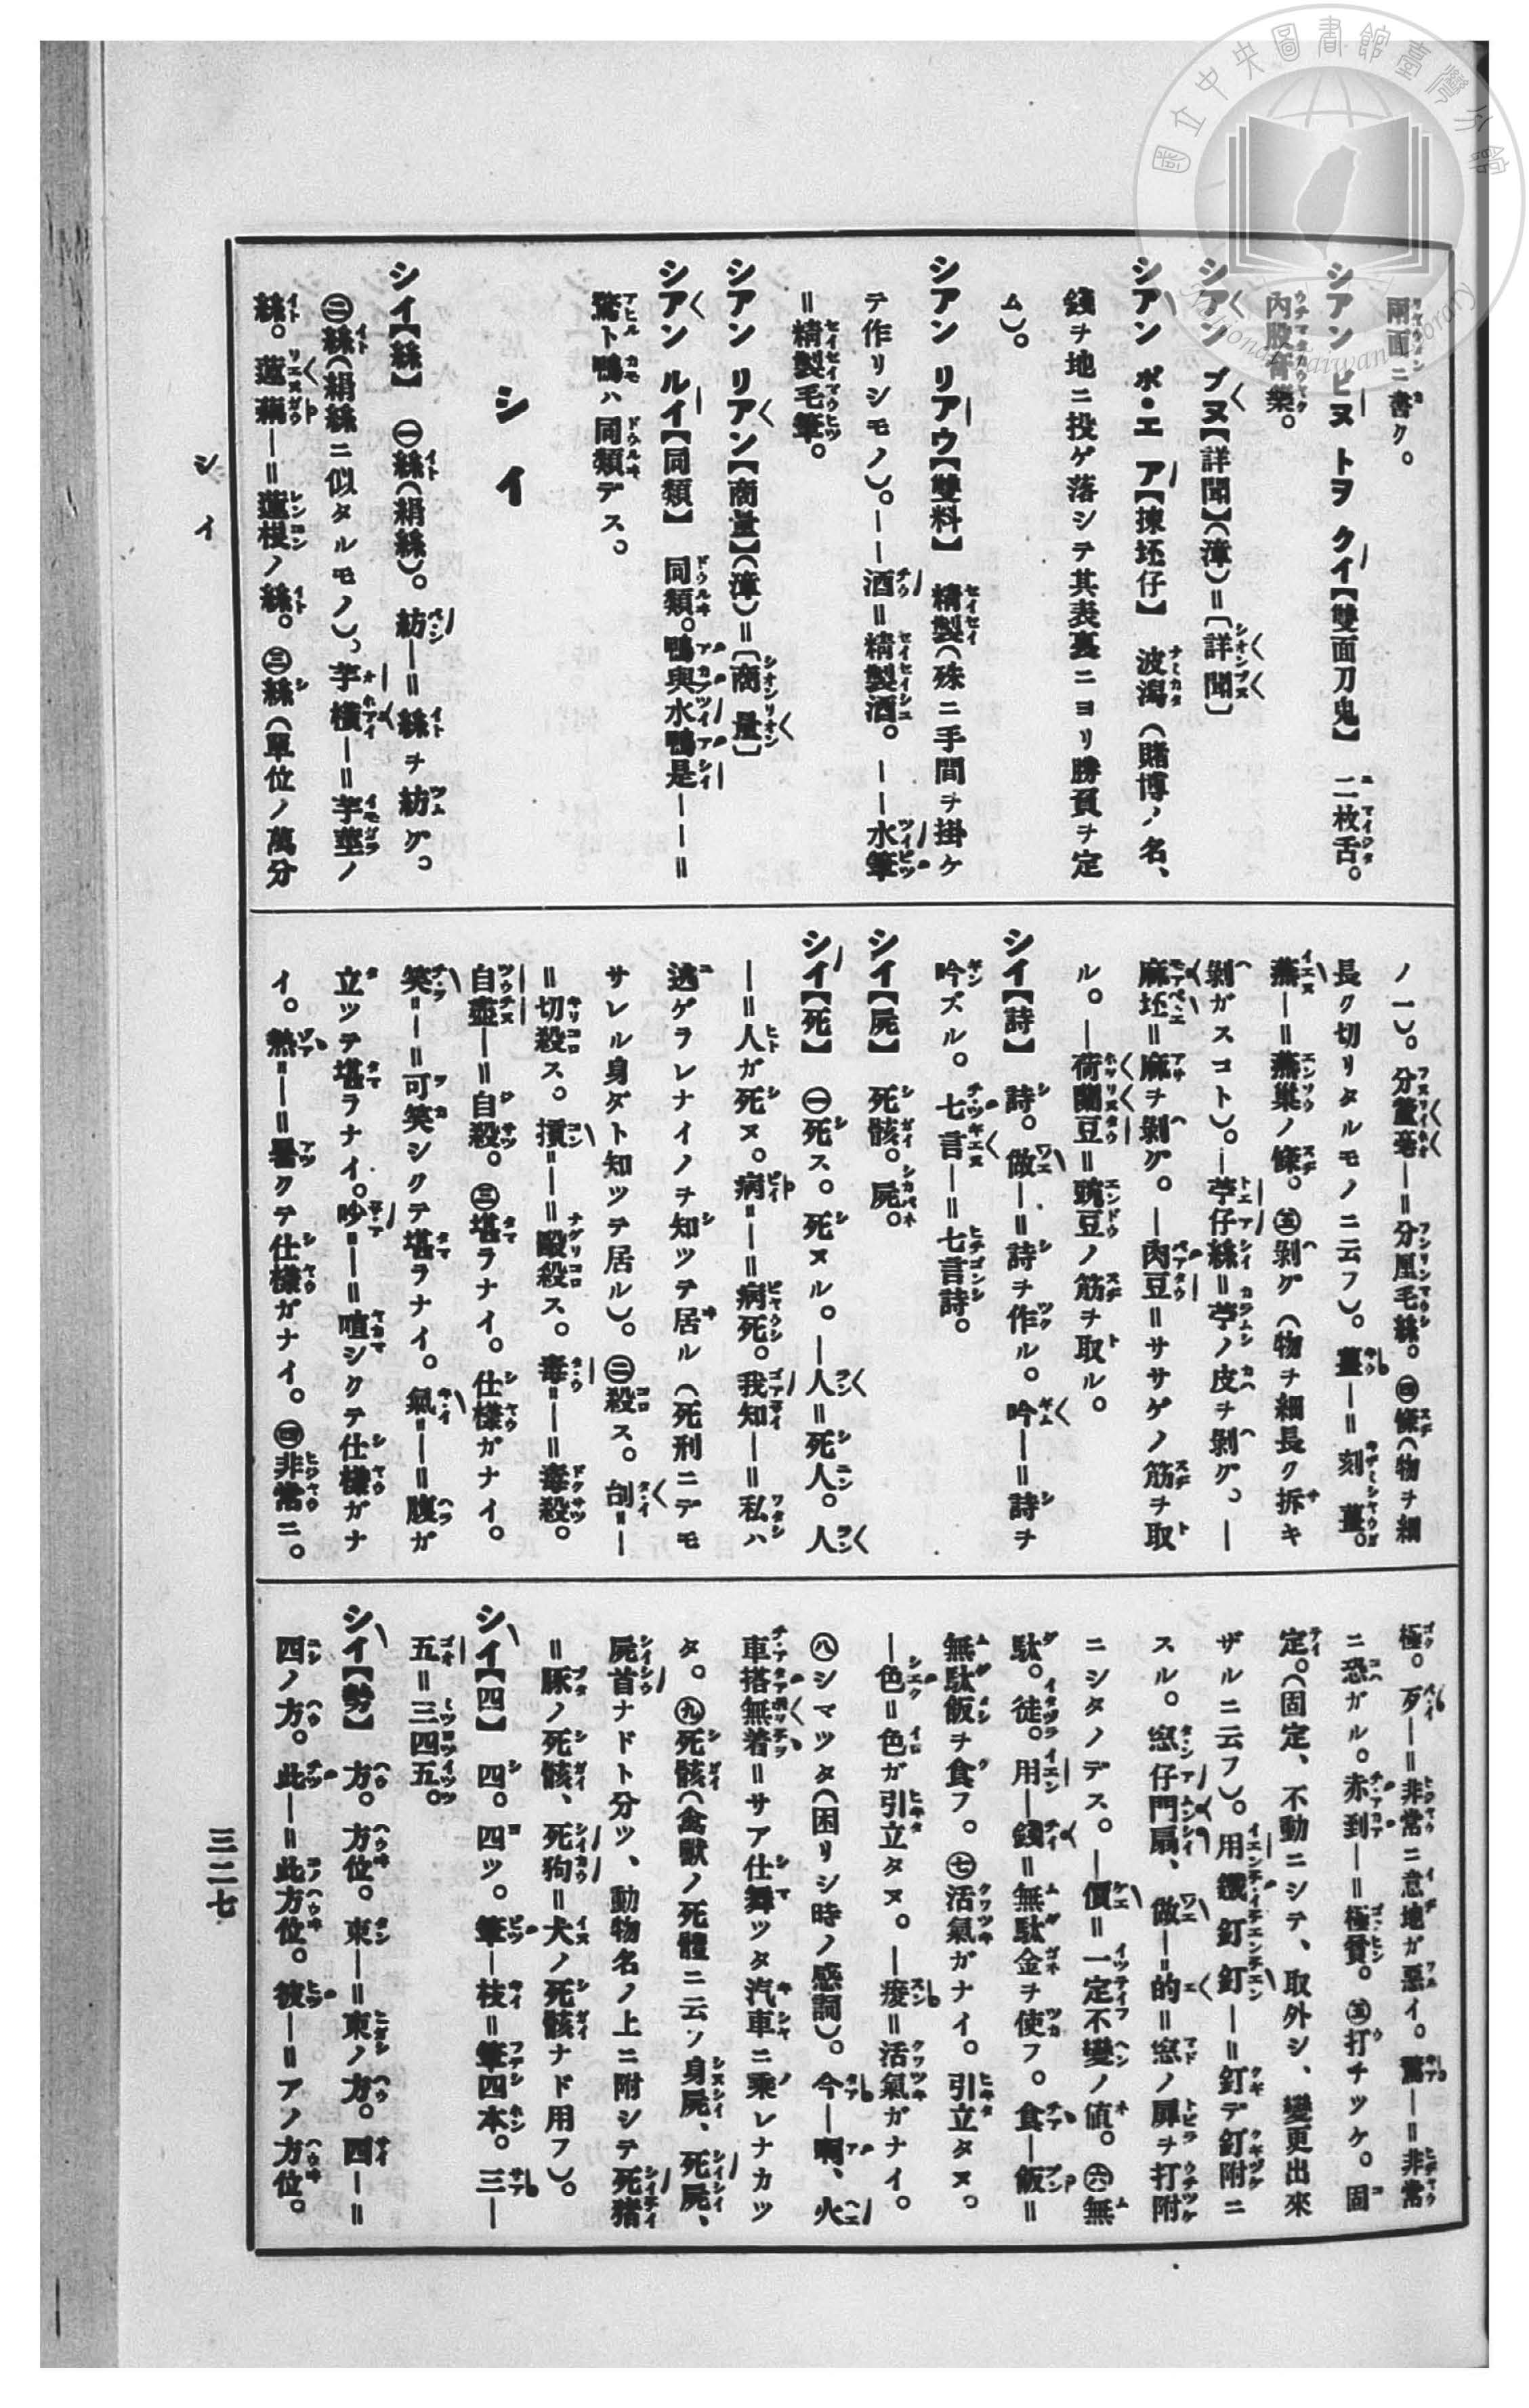 兩面ニ書ク。
シアン ビヌ トヲ クイ【雙面刀鬼】 二枚舌。
內股膏藥。
シアン ブヌ【詳聞】(漳)=〔詳聞〕
シアン ポ・エ ア【揀坯仔】 波潟(賭博ノ名、
錢ヲ地ニ投ゲ落シテ其表裏ニヨリ勝負ヲ定
ム)。
シアン リアウ【雙料】 精製(殊ニ手間ヲ掛ケ
テ作リシモノ)。――酒=精製酒。――水筆
=精製毛筆。
シアン リアン【商量】(漳)=〔商量〕
シアン ルイ【同類】 同類。鴨與水鴨是――=
鶩ト鴨ハ同類デス。
シイ
シイ【絲】 ㊀絲(絹絲)。紡―=絲ヲ紡グ。
㊁絲(絹絲ニ似タルモノ)。芋橫―=芋莖ノ
絲。蓮藕―=蓮根ノ絲。㊂絲(單位ノ萬分
ノ一)。分釐毫―=分厘毛絲。㊃條(物ヲ細
長ク切リタルモノニ云フ)。薑―=刻薑。
燕―=燕巢ノ條。㊄剝グ(物ヲ細長ク拆キ
剝ガスコト)。―苧仔絲=苧ノ皮ヲ剝グ。―
麻坯=麻ヲ剝グ。―肉豆=ササゲノ筋ヲ取
ル。―荷蘭豆=豌豆ノ筋ヲ取ル。
シイ【詩】 詩。做―=詩ヲ作ル。吟―=詩ヲ
吟ズル。七言―=七言詩。
シイ【屍】 死骸。屍。
シイ【死】 ㊀死ス。死ヌル。―人=死人。人
―=人ガ死ヌ。病―=病死。我知―=私ハ
逃ゲラレナイノヲ知ツテ居ル(死刑ニデモ
サレル身ダト知ツテ居ル)。㊁殺ス。刣―
=切殺ス。摃―=毆殺ス。毒―=毒殺。
自盡―=自殺。㊂堪ラナイ。仕樣ガナイ。
笑―=可笑シクテ堪ラナイ。氣―=腹ガ
立ツテ堪ラナイ。吵―=喧シクテ仕樣ガナ
イ。熱―=暑クテ仕樣ガナイ。㊃非常ニ。
極。歹―=非常ニ意地ガ惡イ。驚―=非常
ニ恐ガル。赤到―=極貧。㊄打チツケ。固
定。(固定、不動ニシテ、取外シ、變更出來
ザルニ云フ)。用鐵釘釘―=釘デ釘附ニ
スル。窓仔門扇、做―的=窓ノ扉ヲ打附
ニシタノデス。―價=一定不變ノ値。㊅無
駄。徒。用―錢=無駄金ヲ使フ。食―飯=
無駄飯ヲ食フ。㊆活氣ガナイ。引立タヌ。
―色=色ガ引立タヌ。―痠=活氣ガナイ。
㊇シマツタ(困リシ時ノ感詞)。今―啊、火
車搭無着=サア仕舞ツタ汽車ニ乘レナカツ
タ。㊈死骸(禽獸ノ死體ニ云ソ身屍、死屍、
屍首ナドト分ツ、動物名ノ上ニ附シテ死猪
=豚ノ死骸、死狗=犬ノ死骸ナド用フ)。
シイ【四】 四。四ツ。筆―枝=筆四本。三―
五=三四五。
シイ【勢】 方。方位。東―=東ノ方。四―=
四ノ方。此―=此方位。彼―=アノ方位。
シイ
三二七
國立中央圖書館臺灣分館